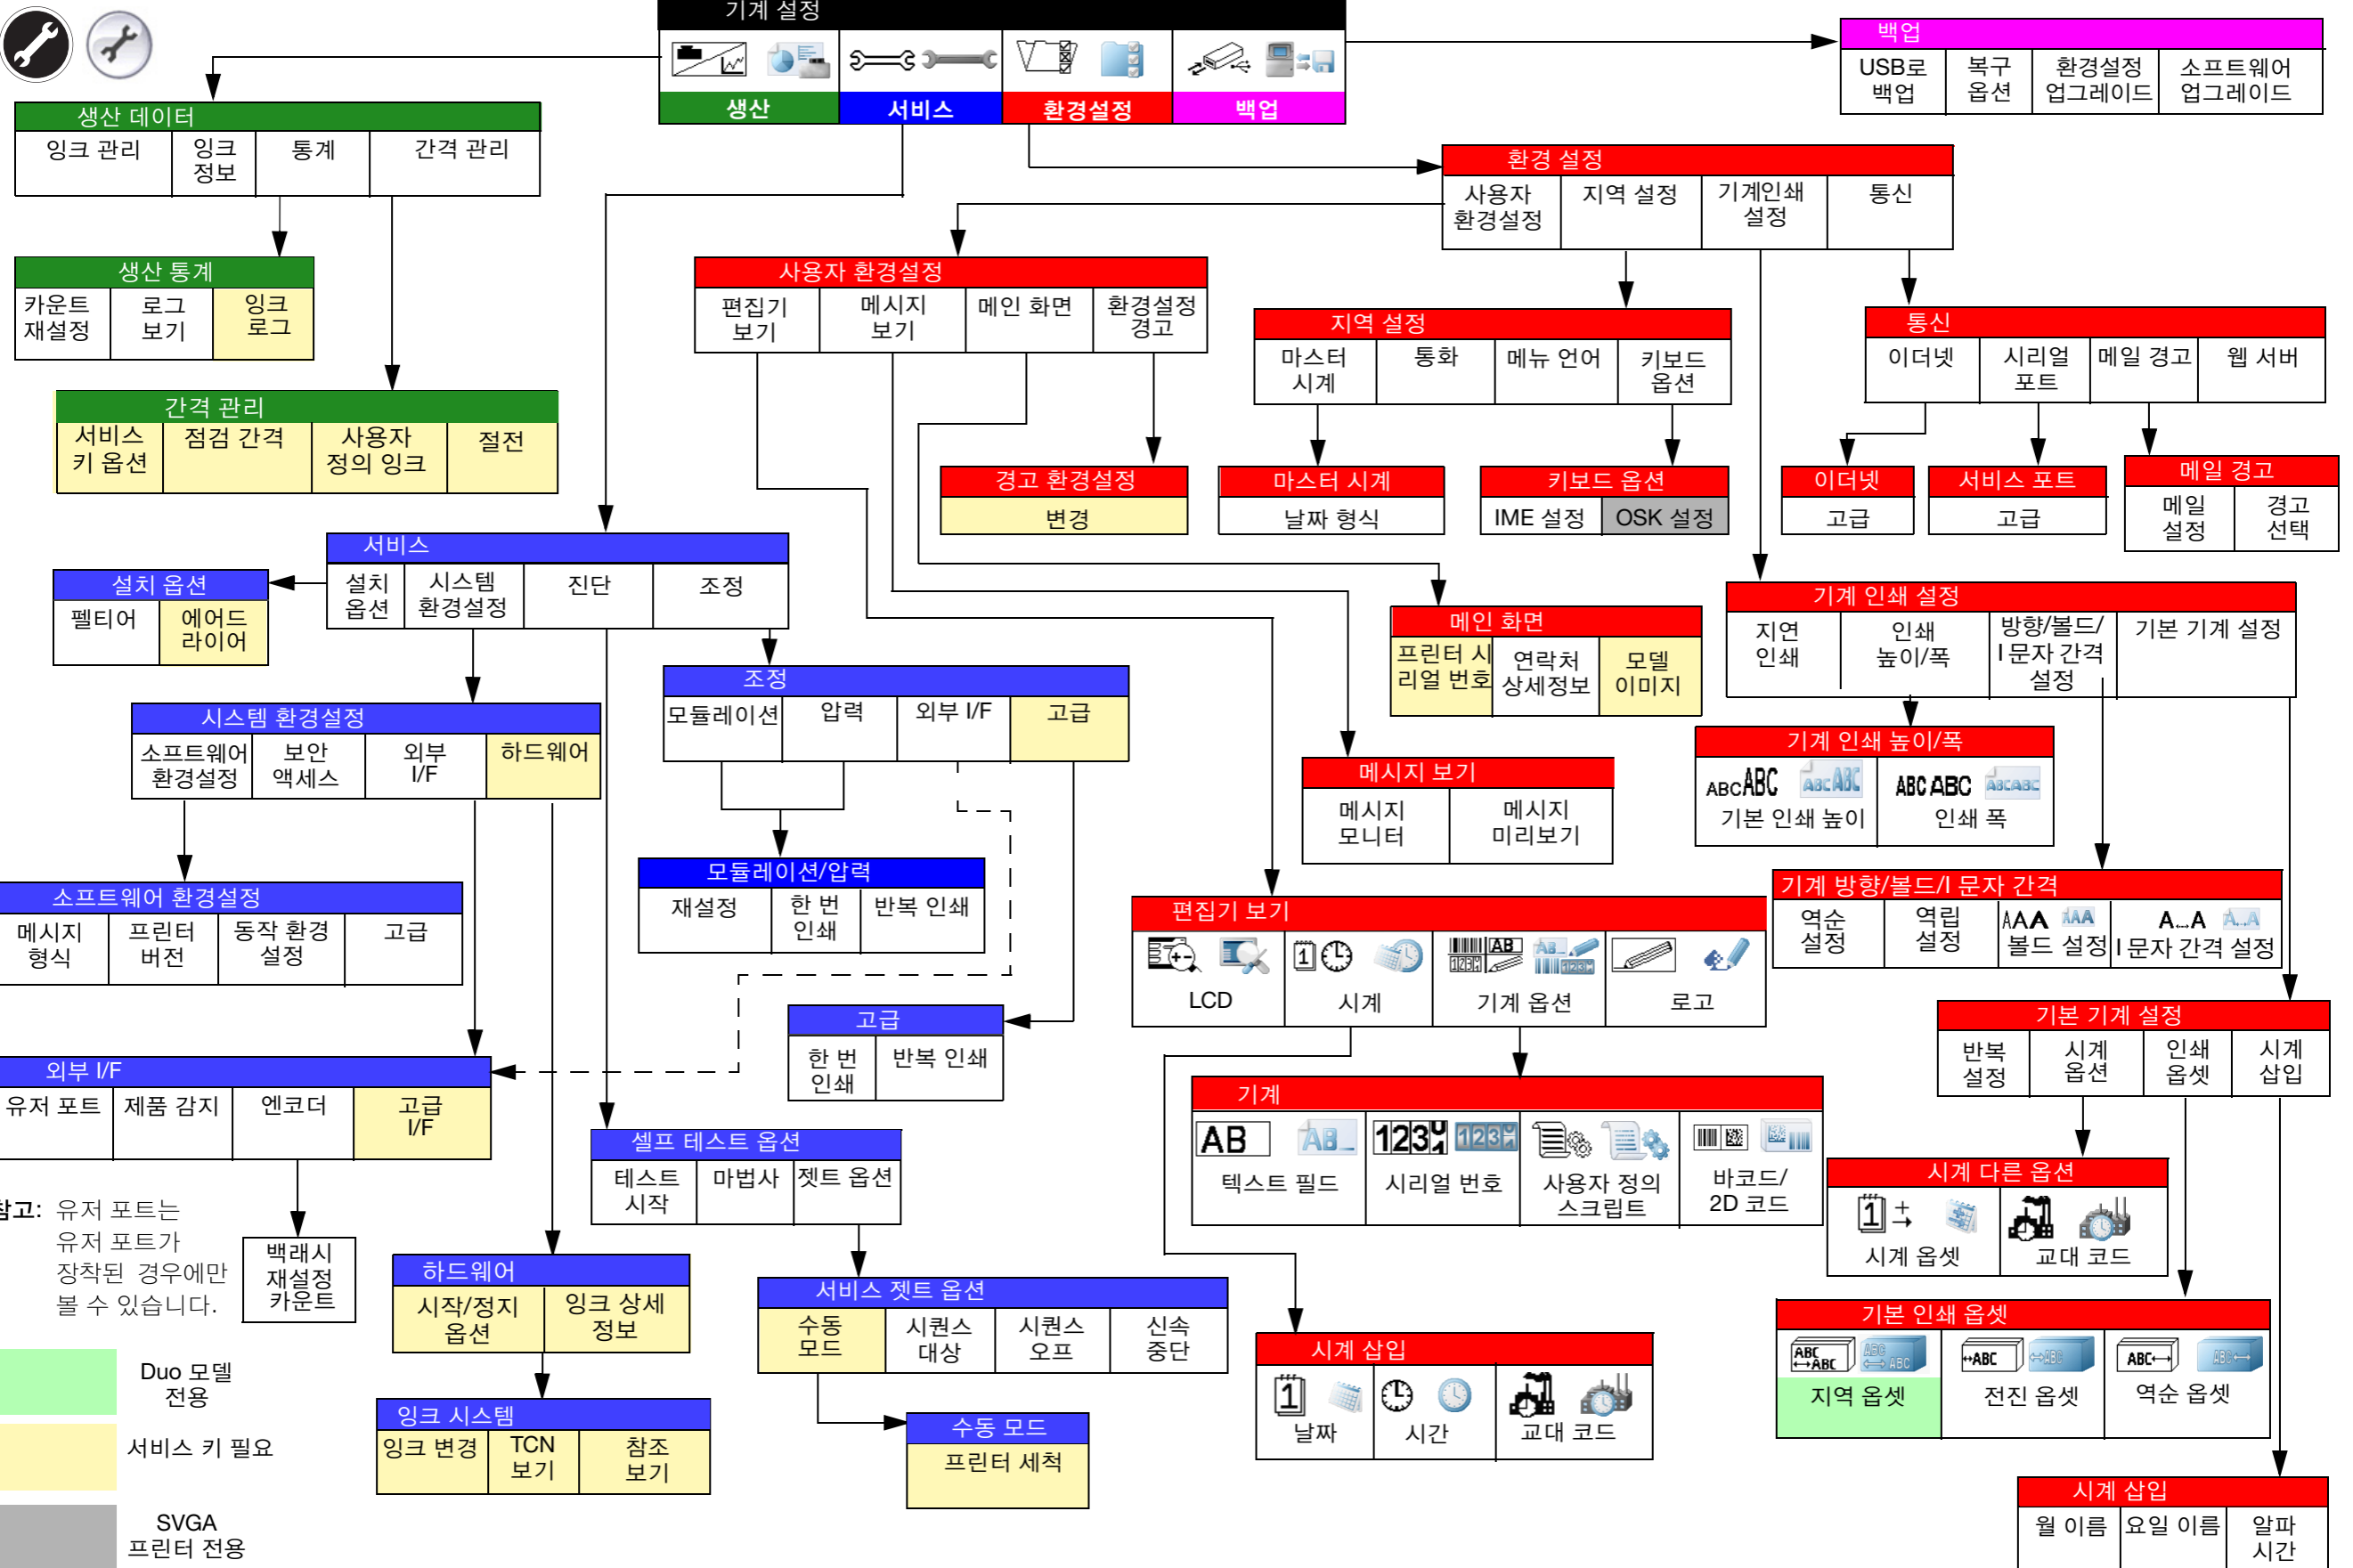 기계 설정
생산
서비스
환경설정
백업
백업
USB로
백업
복구
옵션
환경설정
업그레이드
소프트웨어
업그레이드
생산 데이터
잉크 관리
잉크
정보
통계
간격 관리
환경 설정
사용자
환경설정
지역 설정
기계인쇄
설정
통신
생산 통계
카운트
재설정
로그
보기
잉크
로그
사용자 환경설정
편집기
보기
메시지
보기
메인 화면
환경설정
경고
지역 설정
마스터
시계
통화
메뉴 언어
키보드
옵션
통신
이더넷
시리얼
포트
메일 경고
웹 서버
간격 관리
서비스
키 옵션
점검 간격
사용자
정의 잉크
절전
경고 환경설정
변경
마스터 시계
날짜 형식
키보드 옵션
IME 설정
OSK 설정
이더넷
고급
서비스 포트
고급
메일 경고
메일
설정
경고
선택
서비스
설치
옵션
시스템
환경설정
진단
조정
설치 옵션
펠티어
에어드
라이어
메인 화면
프린터 시
리얼 번호
연락처
상세정보
모델
이미지
기계 인쇄 설정
지연
인쇄
인쇄
높이/폭
방향/볼드/
I 문자 간격
설정
기본 기계 설정
조정
모듈레이션
압력
외부 I/F
고급
시스템 환경설정
소프트웨어
환경설정
보안
액세스
외부
I/F
하드웨어
메시지 보기
메시지
모니터
메시지
미리보기
기계 인쇄 높이/폭
ABCABC ABCABC
기본 인쇄 높이
ABC ABC ABCABC
인쇄 폭
모듈레이션/압력
재설정
한 번
인쇄
반복 인쇄
소프트웨어 환경설정
메시지
형식
프린터
버전
동작 환경
설정
고급
편집기 보기
LCD
시계
기계 옵션
로고
기계 방향/볼드/I 문자 간격
역순
설정
역립
설정
AAA AAA
볼드 설정
A↔A A...A
I 문자 간격 설정
고급
한 번
인쇄
반복 인쇄
기본 기계 설정
반복
설정
시계
옵션
인쇄
옵셋
시계
삽입
외부 I/F
유저 포트
제품 감지
엔코더
고급
I/F
백래시
재설정
카운트
기계
AB AB
텍스트 필드
1234 1234
시리얼 번호
사용자 정의
스크립트
바코드/
2D 코드
셀프 테스트 옵션
테스트
시작
마법사
젯트 옵션
시계 다른 옵션
시계 옵셋
교대 코드
참고: 유저 포트는
유저 포트가
장착된 경우에만
볼 수 있습니다.
하드웨어
시작/정지
옵션
잉크 상세
정보
서비스 젯트 옵션
수동
모드
시퀀스
대상
시퀀스
오프
신속
중단
시계 삽입
날짜
시간
교대 코드
기본 인쇄 옵셋
ABC
↔ABC
ABC
↔ABC
지역 옵셋
↔ABC ↔ABC
전진 옵셋
ABC↔ ABC↔
역순 옵셋
잉크 시스템
잉크 변경
TCN
보기
참조
보기
수동 모드
프린터 세척
시계 삽입
월 이름
요일 이름
알파
시간
Duo 모델
전용
서비스 키 필요
SVGA
프린터 전용